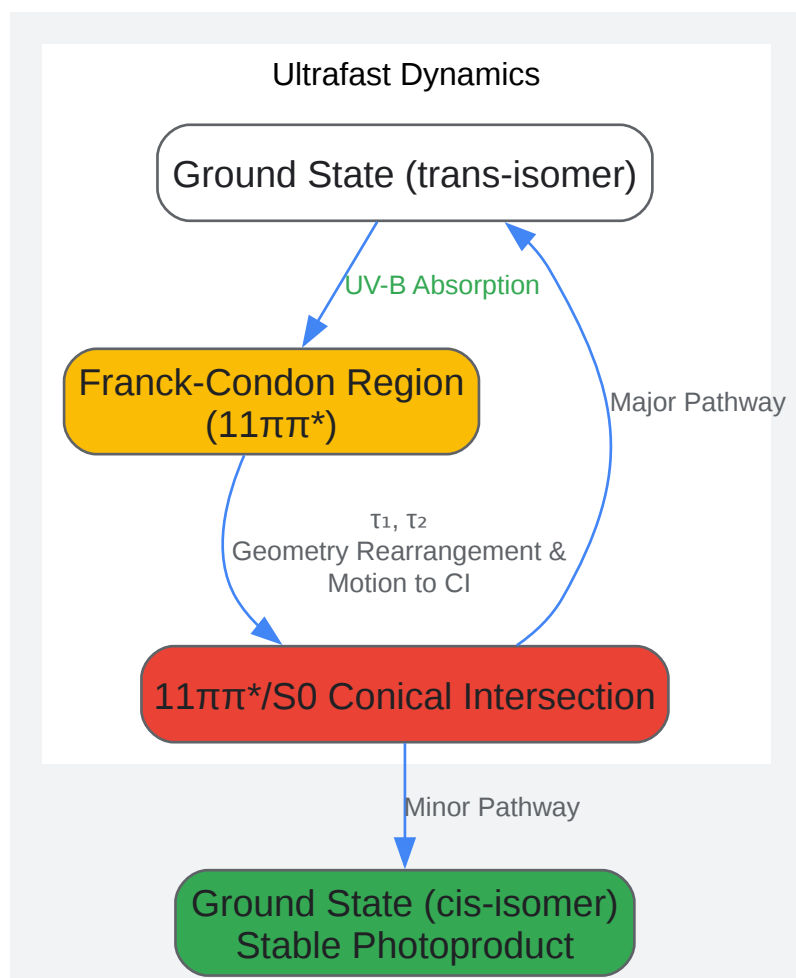 Ultrafast Dynamics
Ground State (trans-isomer)
UV-B Absorption
Franck-Condon Region
(11ππ*)
Major Pathway
τ₁, τ₂
Geometry Rearrangement &
Motion to CI
11ππ*/S0 Conical Intersection
Minor Pathway
Ground State (cis-isomer)
Stable Photoproduct